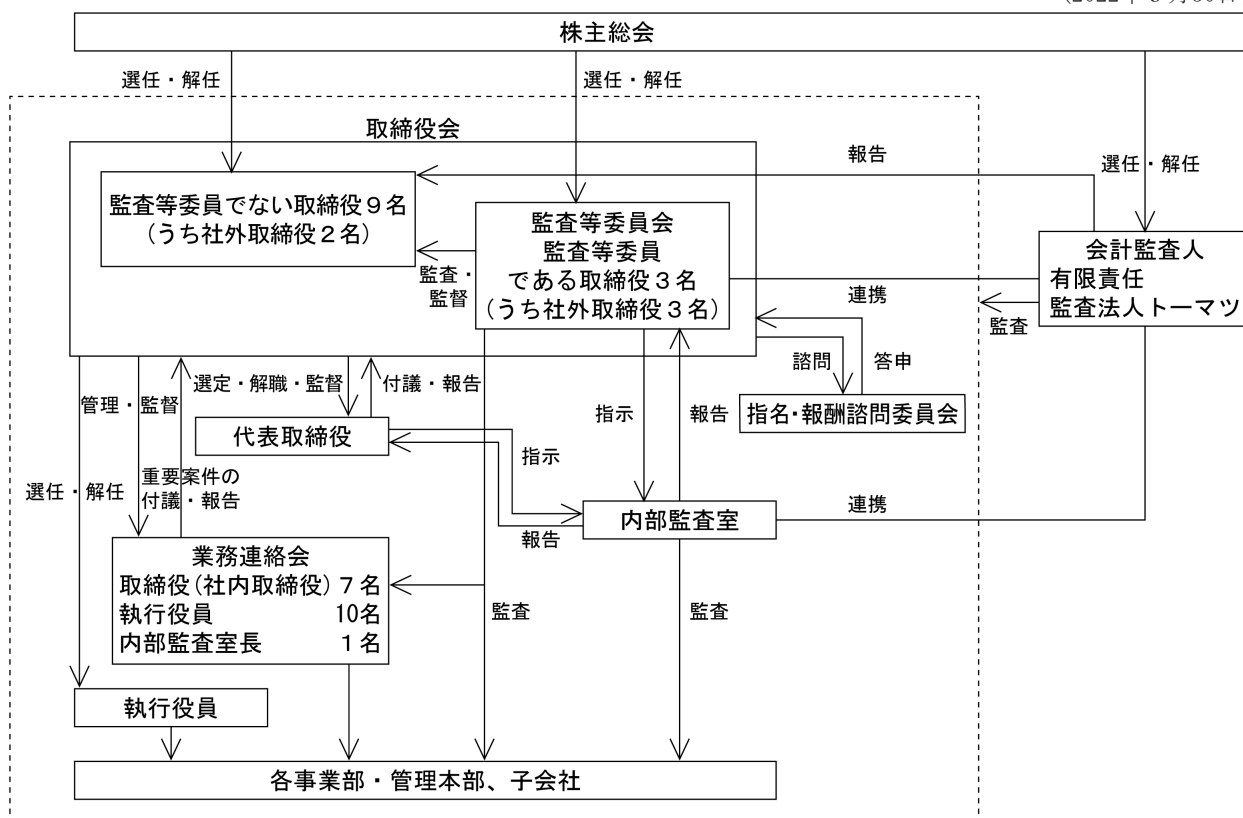 株主総会
選任・解任
選任・解任
取締役会
報告
選任・解任
監査等委員でない取締役９名
(うち社外取締役２名)
監査等委員会
監査等委員
である取締役３名
(うち社外取締役３名)
監査・
監督
会計監査人
有限責任
監査法人トーマツ
連携
監査
諮問
答申
選定・解職・監督
付議・報告
管理・監督
指示
報告
指名・報酬諮問委員会
代表取締役
指示
選任・解任
重要案件の
付議・報告
内部監査室
連携
報告
業務連絡会
取締役(社内取締役)７名
執行役員 10名
内部監査室長 １名
監査
監査
執行役員
各事業部・管理本部、子会社